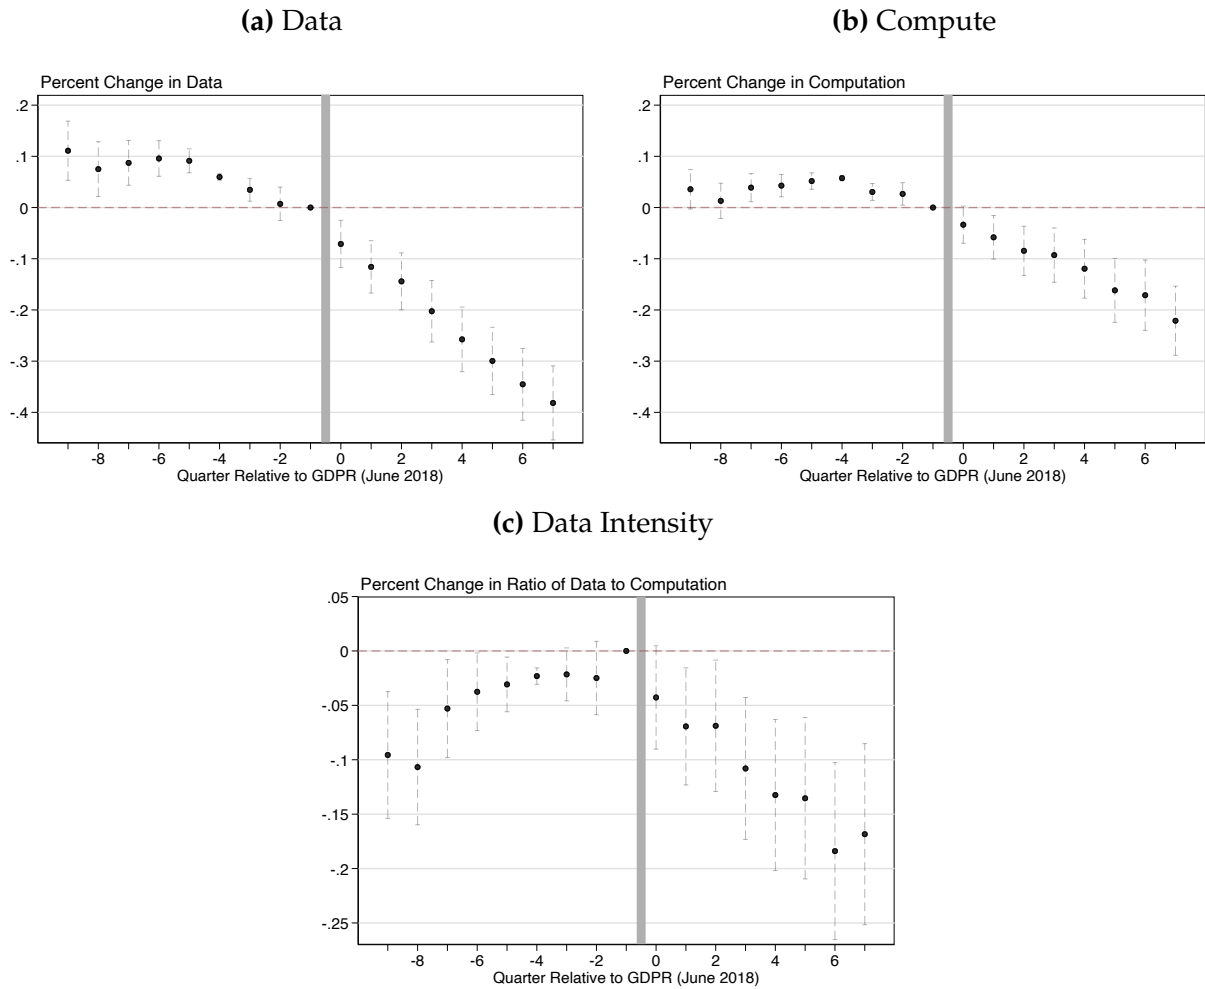 (a) Data
Percent Change in Data
.2
.1
0
-.1
-.2
-.3
-.4
-8 -6 -4 -2 0 2 4 6
Quarter Relative to GDPR (June 2018)
(b) Compute
Percent Change in Computation
.2
.1
0
-.1
-.2
-.3
-.4
-8 -6 -4 -2 0 2 4 6
Quarter Relative to GDPR (June 2018)
(c) Data Intensity
Percent Change in Ratio of Data to Computation
.05
0
-.05
-.1
-.15
-.2
-.25
-8 -6 -4 -2 0 2 4 6
Quarter Relative to GDPR (June 2018)